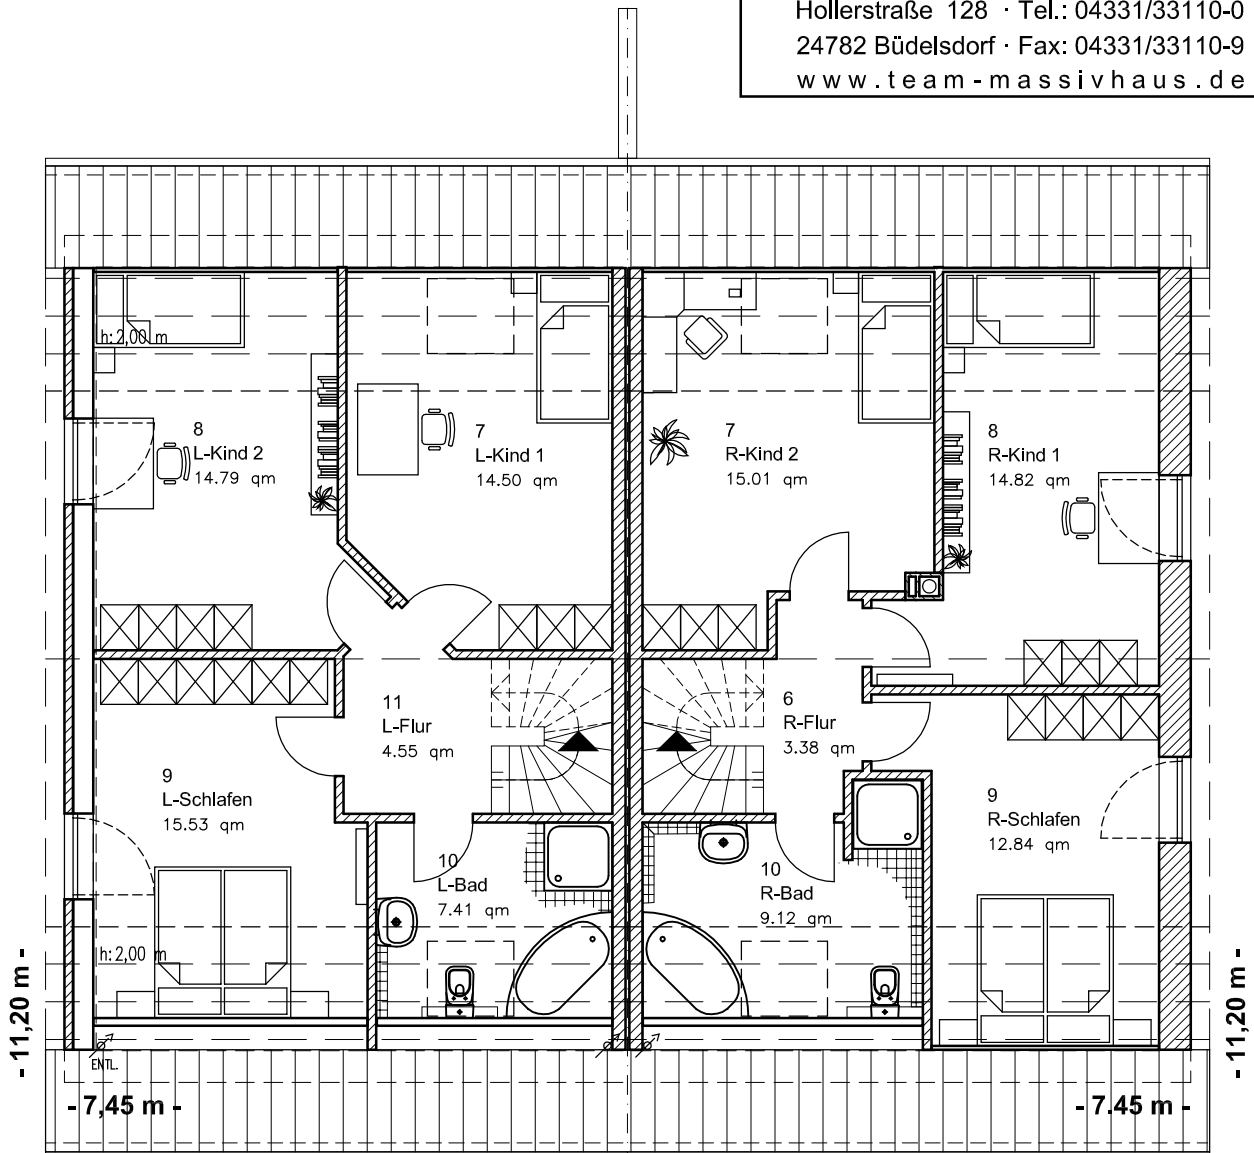 Hollerstraße 128 · Tel.: 04331/33110-0
24782 Büdelsdorf · Fax: 04331/33110-9
www.team-massivhaus.de
h: 2,00 m
8
L-Kind 2
14.79 qm
7
L-Kind 1
14.50 qm
7
R-Kind 2
15.01 qm
8
R-Kind 1
14.82 qm
11
L-Flur
4.55 qm
6
R-Flur
3.38 qm
9
L-Schlafen
15.53 qm
9
R-Schlafen
12.84 qm
10
L-Bad
7.41 qm
10
R-Bad
9.12 qm
h: 2,00 m
- 11,20 m -
- 11,20 m -
ENTL.
- 7,45 m -
- 7.45 m -